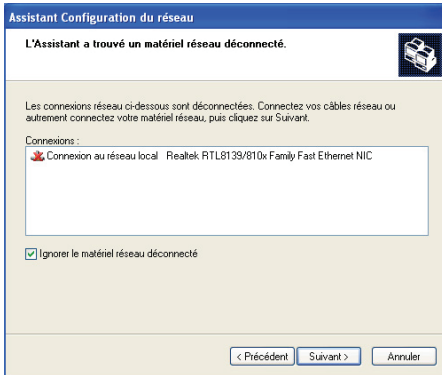 Assistant Configuration du réseau
L'Assistant a trouvé un matériel réseau déconnecté.
Les connexions réseau ci-dessous sont déconnectées. Connectez vos câbles réseau ou
autrement connectez votre matériel réseau, puis cliquez sur Suivant.
Connexions :
Connexion au réseau local Realtek RTL8139/810x Family Fast Ethernet NIC
Ignorer le matériel réseau déconnecté
< Précédent Suivant > Annuler